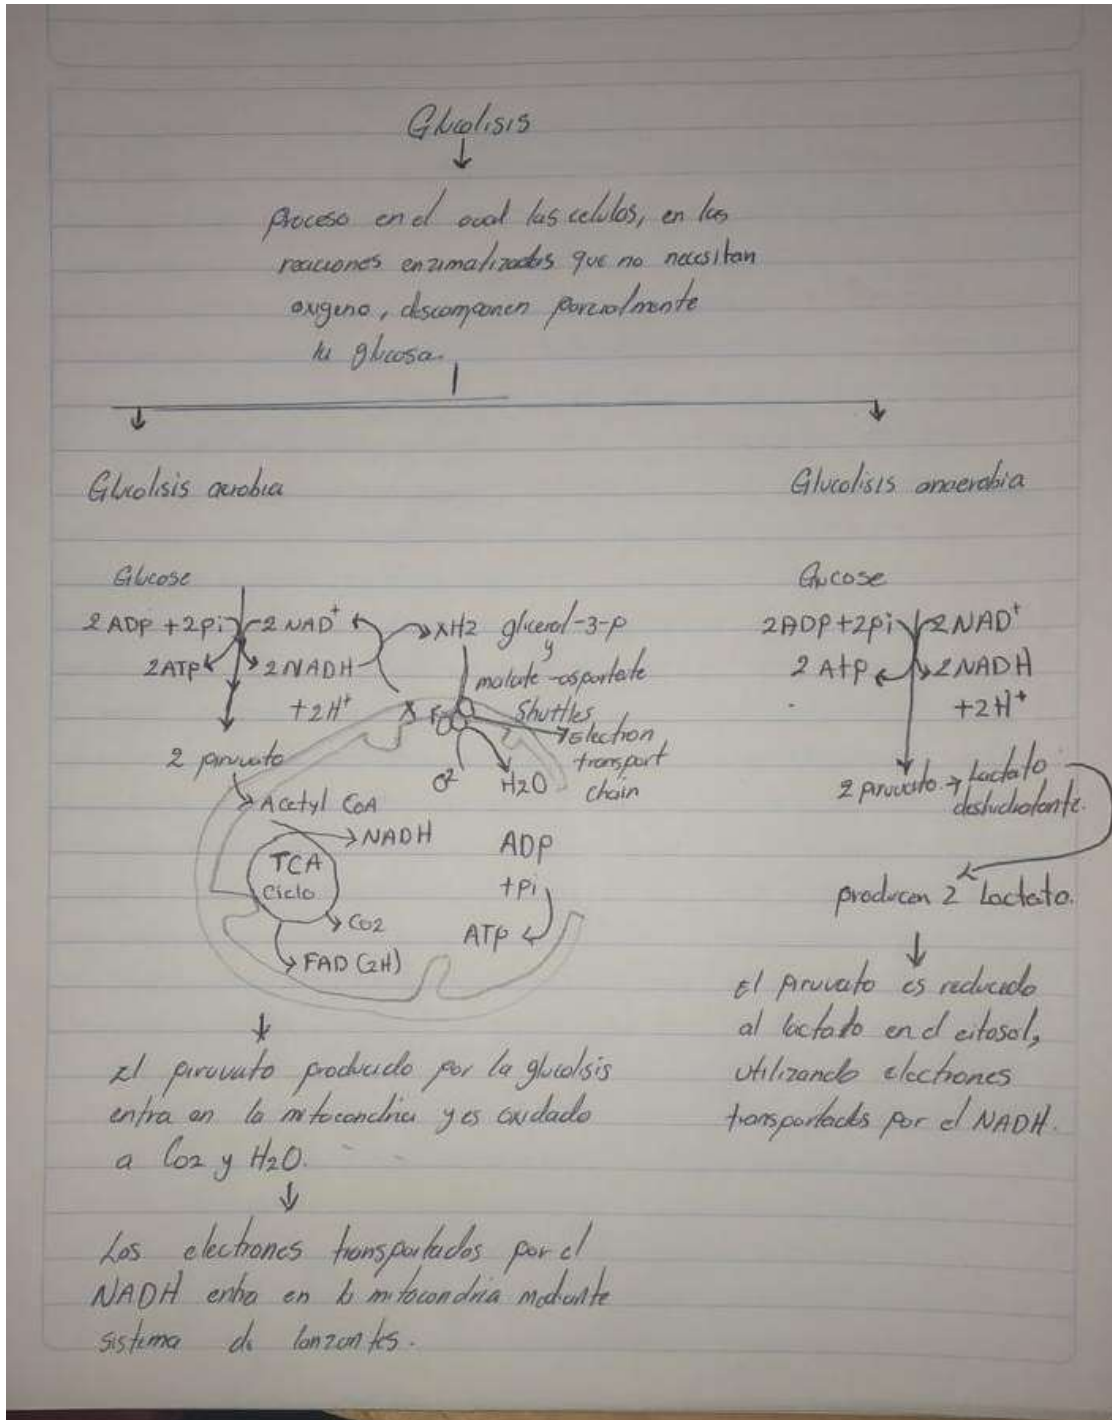 Glucolisis
proceso en el cual las celulas, en las
reacciones enzimalizadas que no necesitan
oxigeno, descomponen parcialmente
la glucosa.
Glucolisis aerobia
Glucolisis anaerobia
Glucose
2 ADP + 2Pi 2 NAD+
2ATP 2 NADH
+2H+
2 piruvato
XH2 glicerol-3-p
y
malate-aspartate
shuttles
Electron
transport
chain
X
O2 H2O
Acetyl CoA
NADH
TCA
Ciclo
CO2
FAD (2H)
ADP
+Pi
ATP
El piruvato producido por la glucolisis
entra en la mitocondria y es oxidado
a Co2 y H2O.
Los electrones transportados por el
NADH entra en la mitocondria mediante
sistema de lanzantes.
Gucose
2ADP+2Pi 2NAD+
2 Atp 2NADH
+2H+
2 piruvato → Lactato
deshidratante.
producen 2 Lactato.
El Piruvato es reducido
al lactato en el citosol,
utilizando electrones
transportados por el NADH.